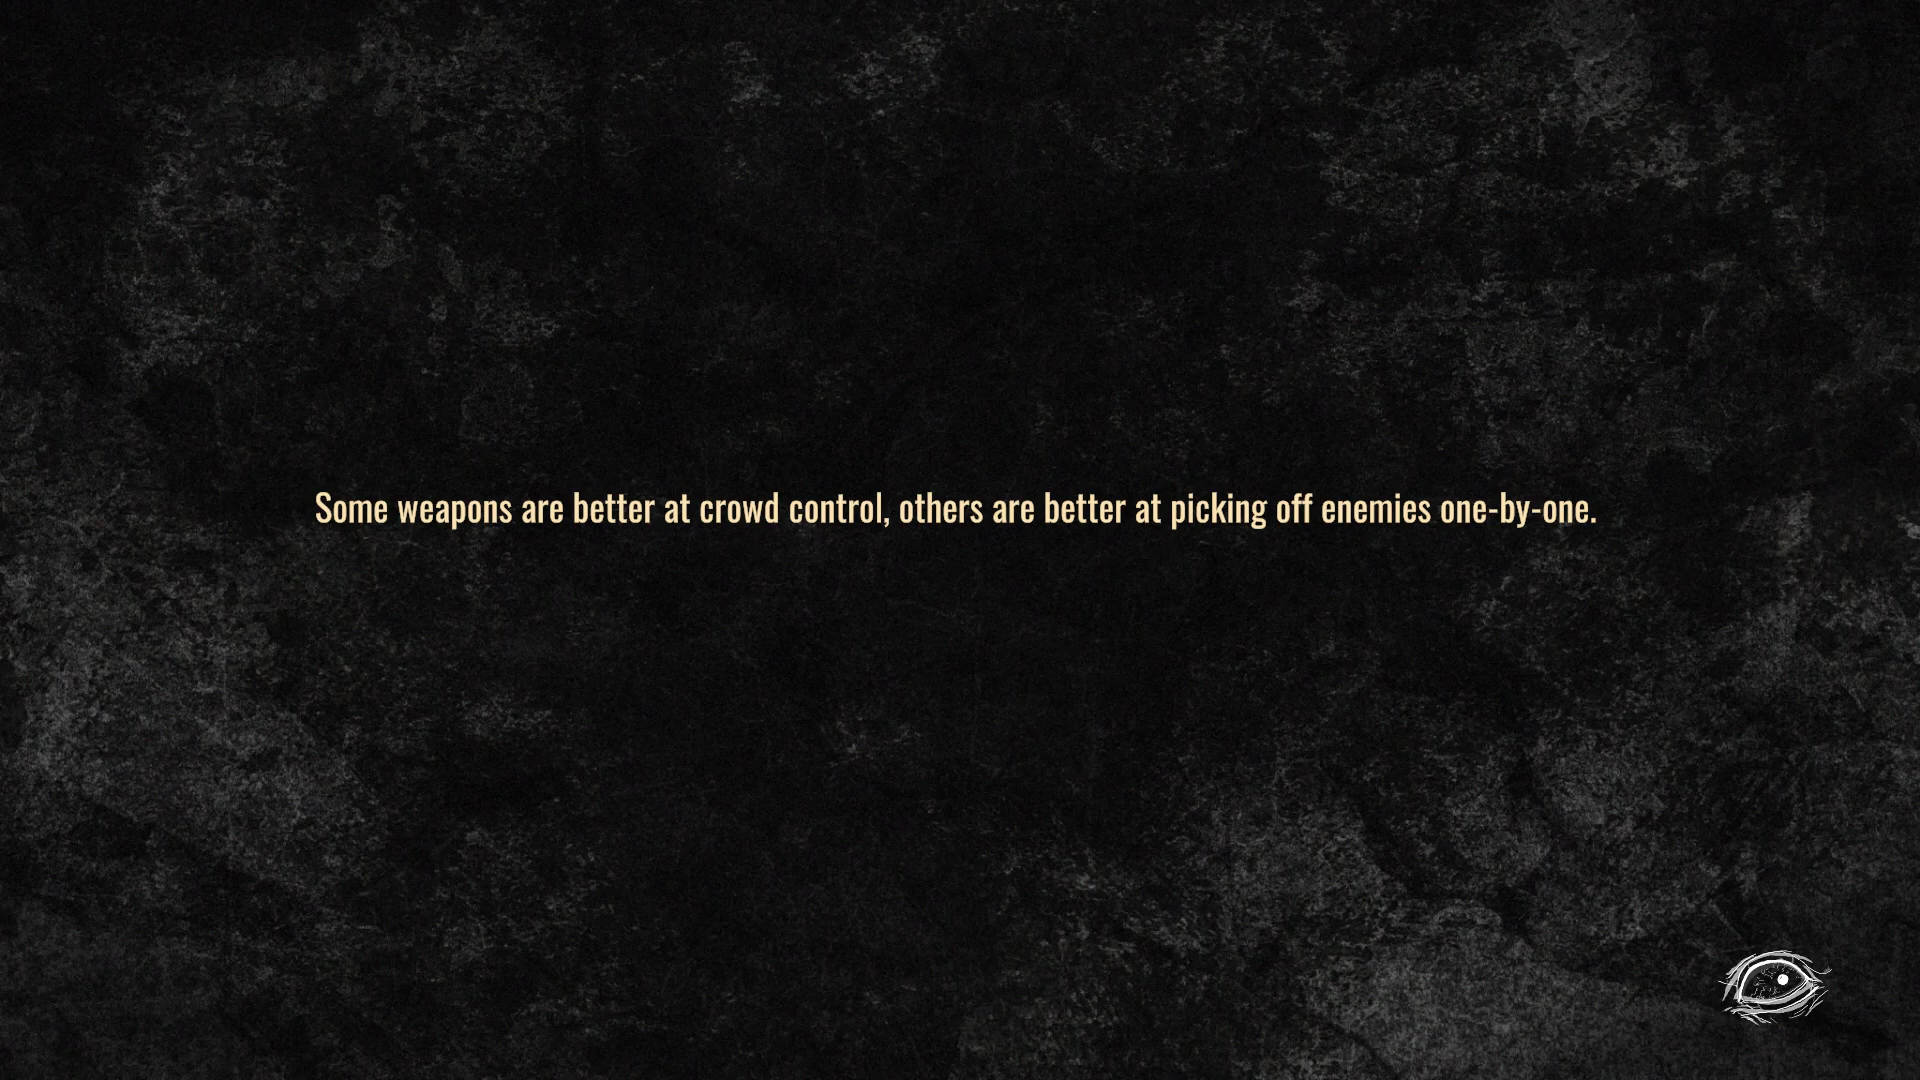 Some weapons are better at crowd control, others are better at picking off enemies one-by-one.